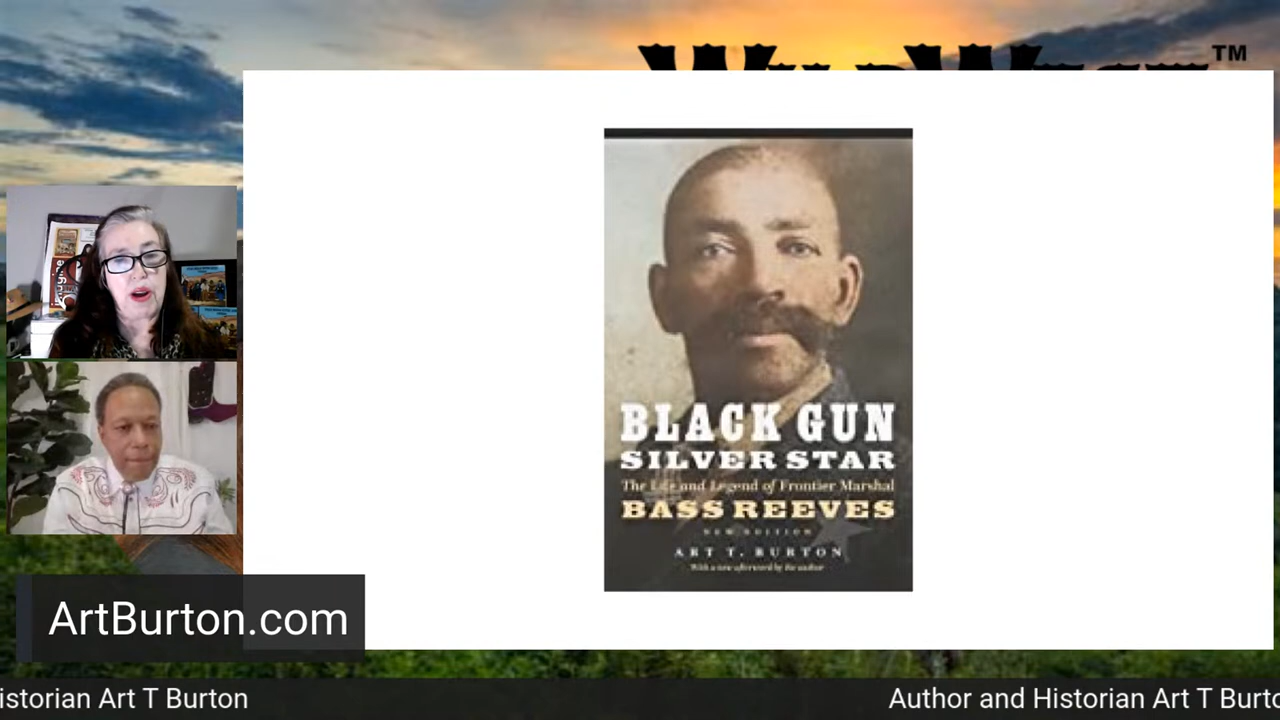 TM
BLACK GUN
SILVER STAR
The Life and Legend of Frontier Marshal
BASS REEVES
NEW EDITION
ART T. BURTON
With a new afterword by the author
ArtBurton.com
istorian Art T Burton
Author and Historian Art T Burto